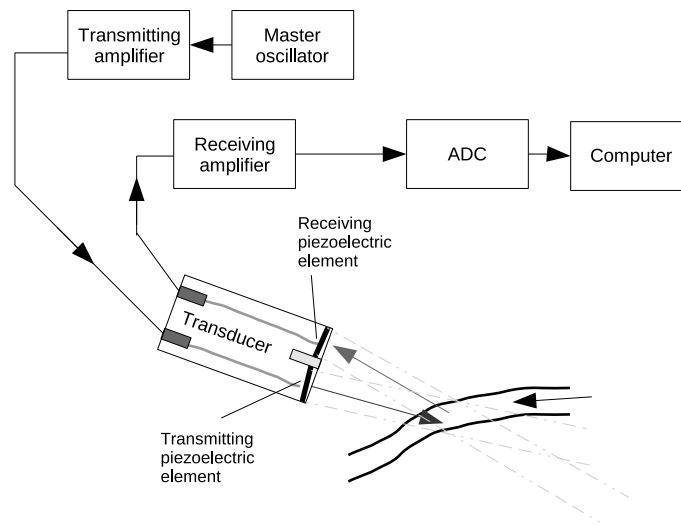 Transmitting
amplifier
Master
oscillator
Receiving
amplifier
ADC
Computer
Receiving
piezoelectric
element
Transducer
Transmitting
piezoelectric
element